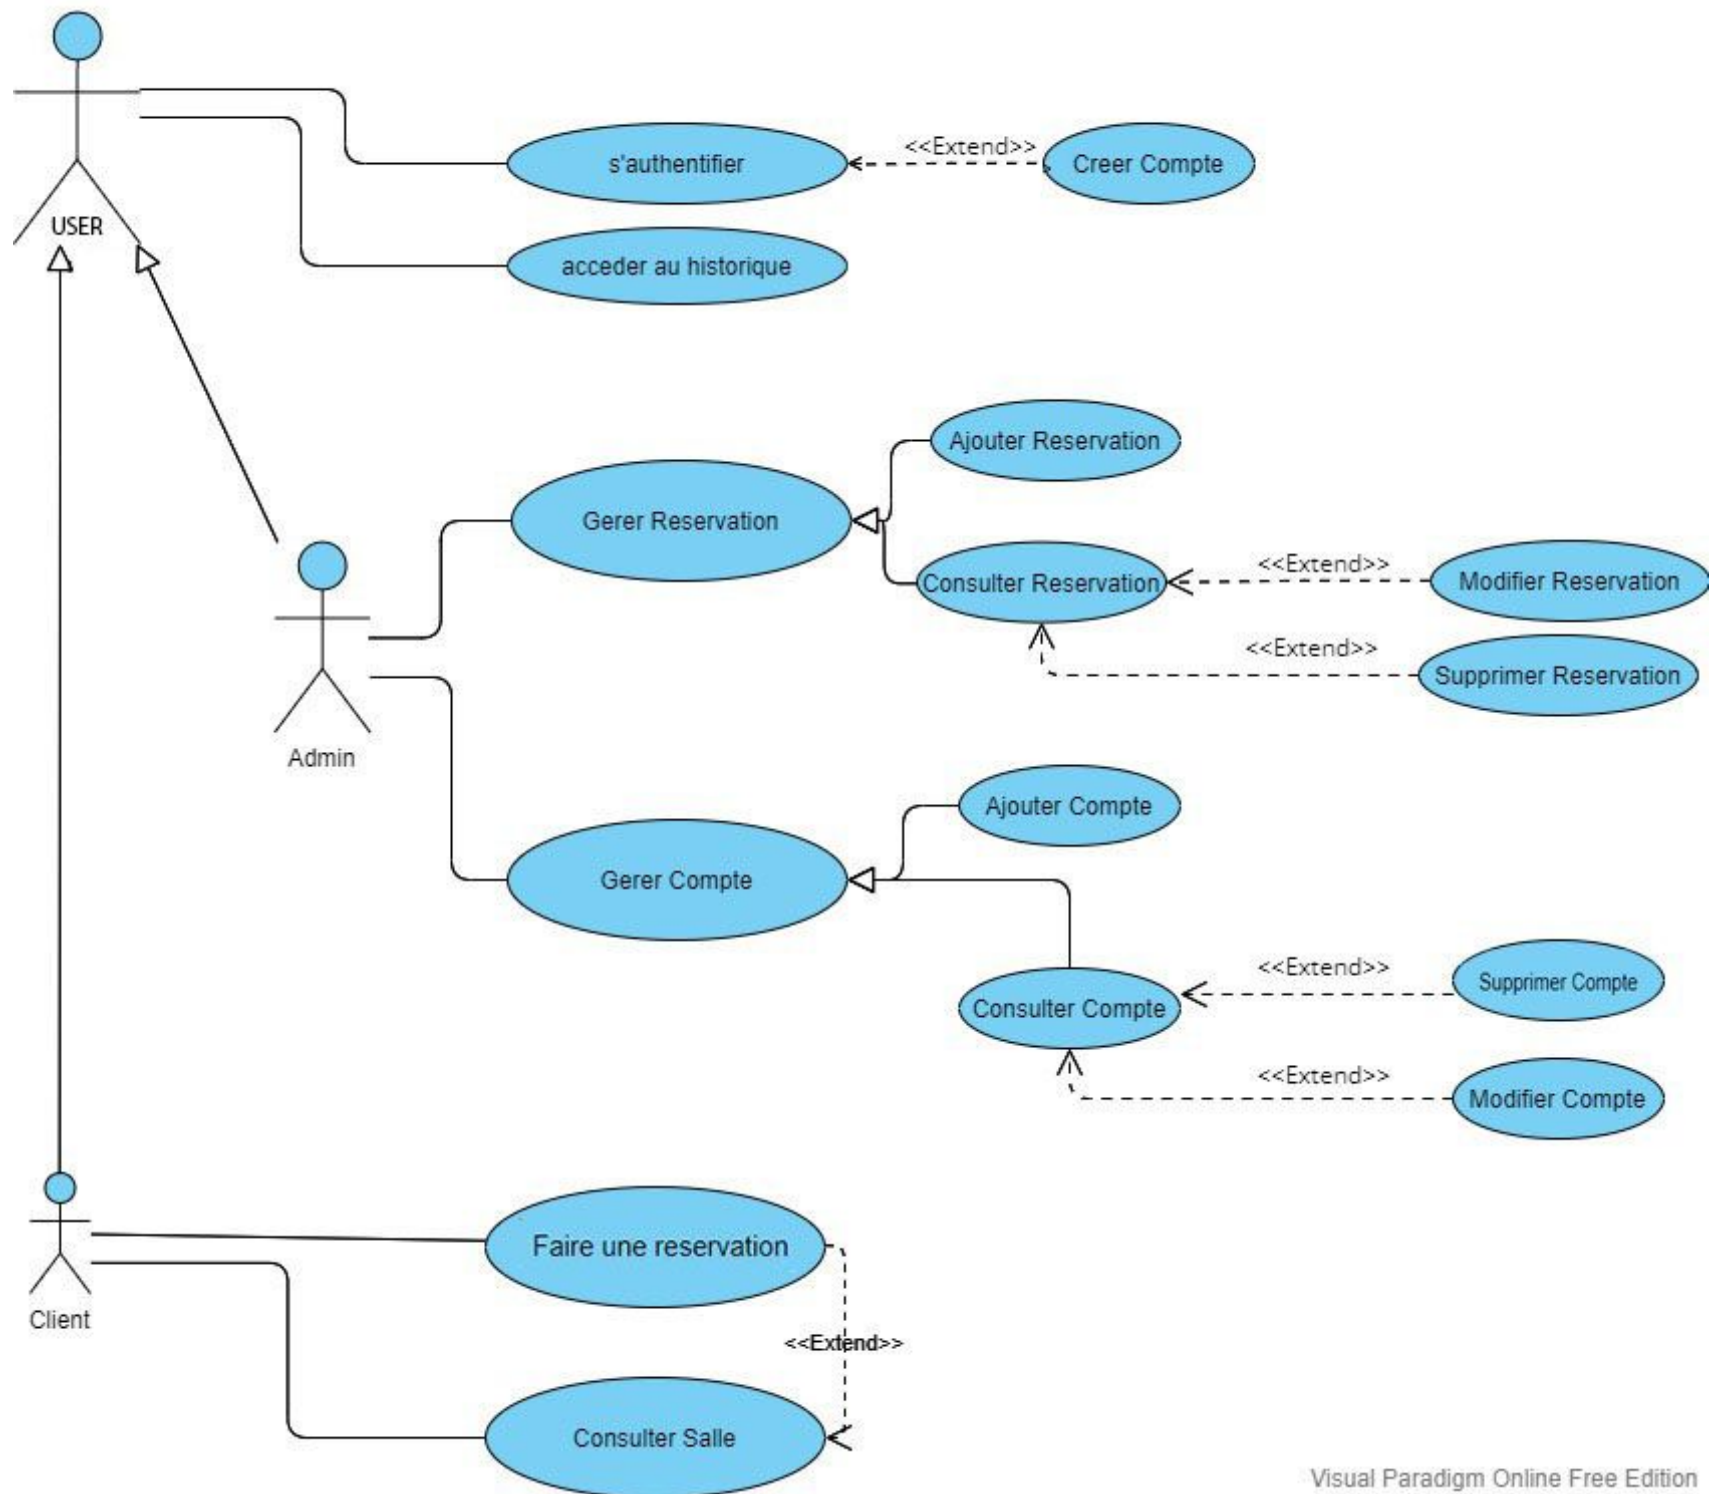 <<Extend>>
s'authentifier
Creer Compte
USER
acceder au historique
Ajouter Reservation
Gerer Reservation
<<Extend>>
Consulter Reservation
Modifier Reservation
<<Extend>>
Supprimer Reservation
Admin
Ajouter Compte
Gerer Compte
<<Extend>>
Supprimer Compte
Consulter Compte
<<Extend>>
Modifier Compte
Faire une reservation
Client
<<Extend>>
Consulter Salle
Visual Paradigm Online Free Edition